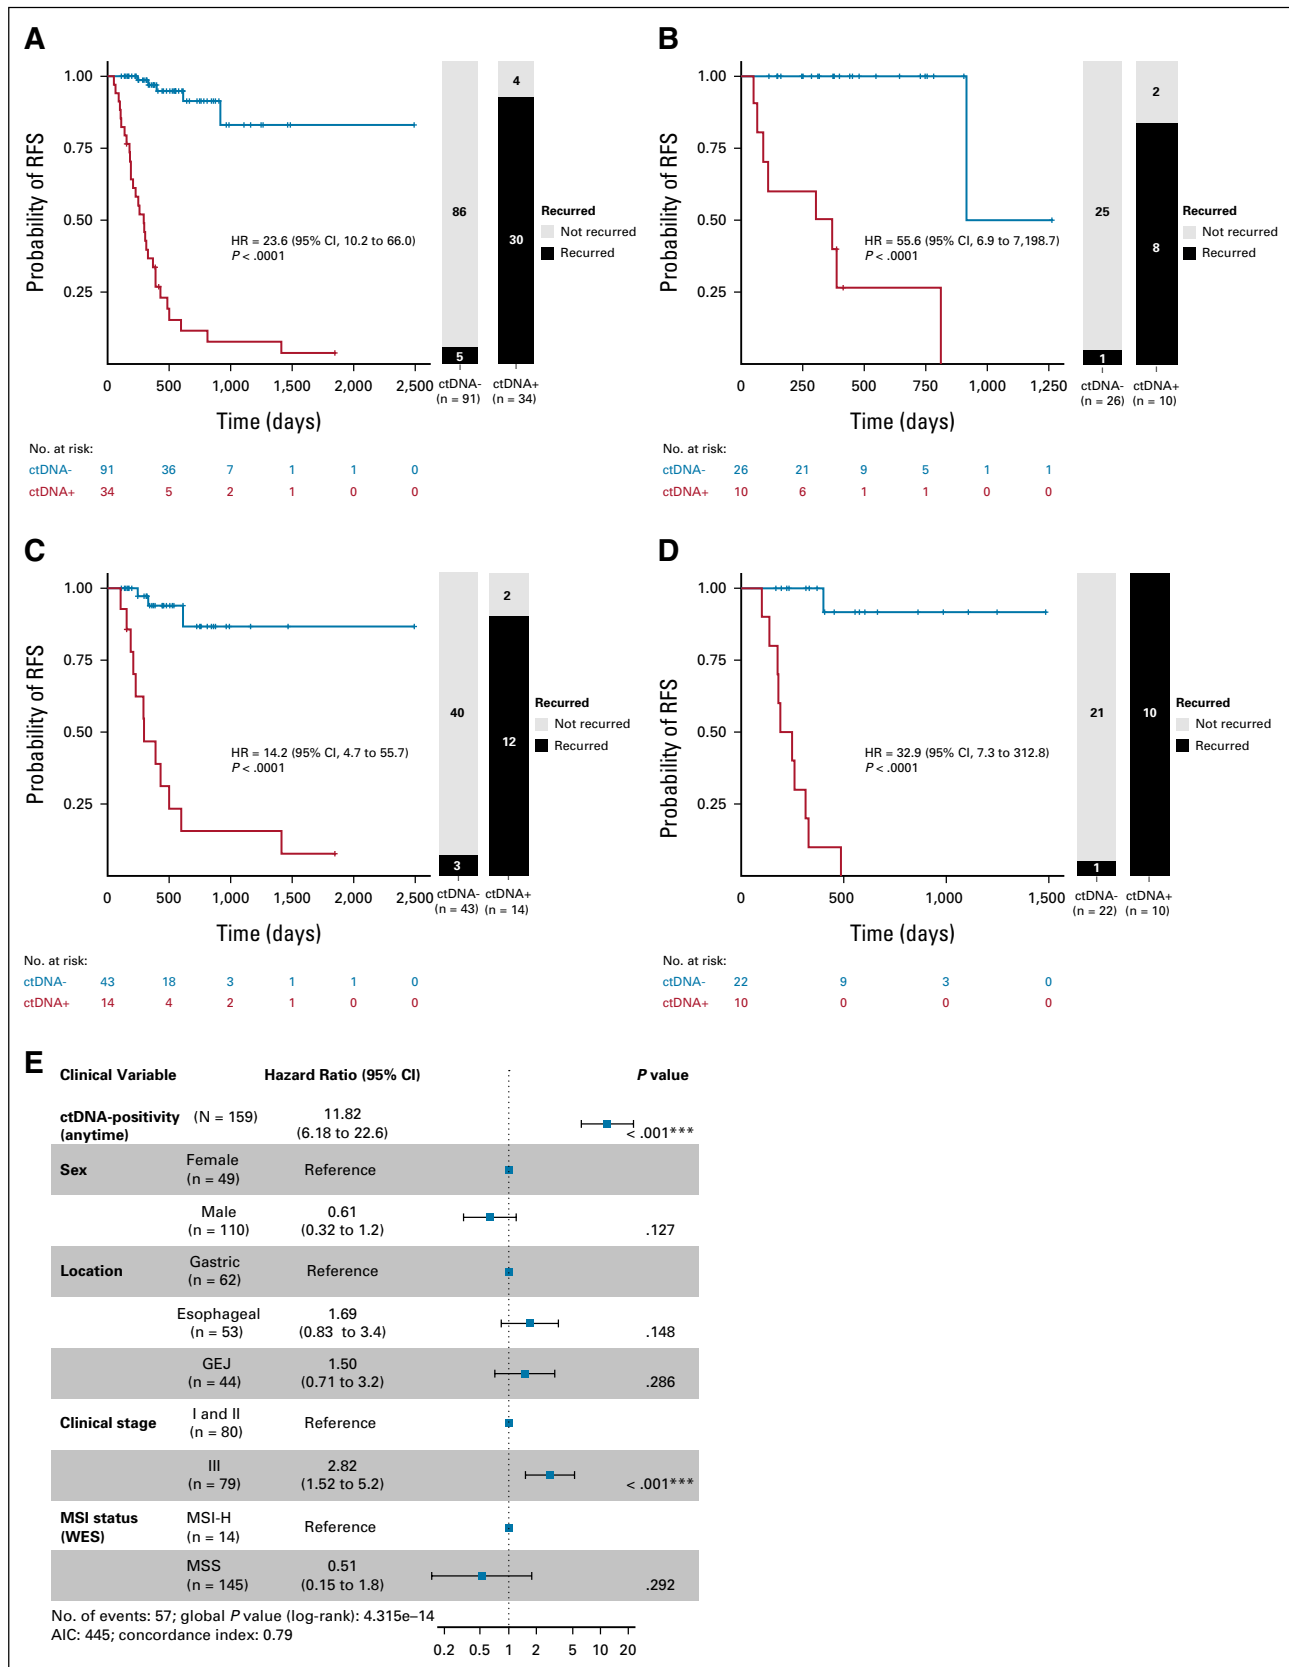 A
Probability of RFS
1.00
0.75
0.50
0.25
HR = 23.6 (95% CI, 10.2 to 66.0)
P < .0001
0 500 1,000 1,500 2,000 2,500
Time (days)
86
5
4
30
ctDNA- (n = 91)
ctDNA+ (n = 34)
Recurred
Not recurred
Recurred
No. at risk:
ctDNA- 91 36 7 1 1 0
ctDNA+ 34 5 2 1 0 0
B
Probability of RFS
1.00
0.75
0.50
0.25
HR = 55.6 (95% CI, 6.9 to 7,198.7)
P < .0001
0 250 500 750 1,000 1,250
Time (days)
25
1
2
8
ctDNA- (n = 26)
ctDNA+ (n = 10)
Recurred
Not recurred
Recurred
No. at risk:
ctDNA- 26 21 9 5 1 1
ctDNA+ 10 6 1 1 0 0
C
Probability of RFS
1.00
0.75
0.50
0.25
HR = 14.2 (95% CI, 4.7 to 55.7)
P < .0001
0 500 1,000 1,500 2,000 2,500
Time (days)
40
3
2
12
ctDNA- (n = 43)
ctDNA+ (n = 14)
Recurred
Not recurred
Recurred
No. at risk:
ctDNA- 43 18 3 1 1 0
ctDNA+ 14 4 2 1 0 0
D
Probability of RFS
1.00
0.75
0.50
0.25
HR = 32.9 (95% CI, 7.3 to 312.8)
P < .0001
0 500 1,000 1,500
Time (days)
21
1
10
ctDNA- (n = 22)
ctDNA+ (n = 10)
Recurred
Not recurred
Recurred
No. at risk:
ctDNA- 22 9 3 0
ctDNA+ 10 0 0 0
E
Clinical Variable Hazard Ratio (95% CI) P value
ctDNA-positivity (N = 159) 11.82
(anytime) (6.18 to 22.6) < .001***
Sex Female Reference
(n = 49)
Male 0.61
(n = 110) (0.32 to 1.2) .127
Location Gastric Reference
(n = 62)
Esophageal 1.69
(n = 53) (0.83 to 3.4) .148
GEJ 1.50
(n = 44) (0.71 to 3.2) .286
Clinical stage I and II Reference
(n = 80)
III 2.82
(n = 79) (1.52 to 5.2) < .001***
MSI status MSI-H Reference
(WES) (n = 14)
MSS 0.51
(n = 145) (0.15 to 1.8) .292
No. of events: 57; global P value (log-rank): 4.315e–14
AIC: 445; concordance index: 0.79
0.2 0.5 1 2 5 10 20